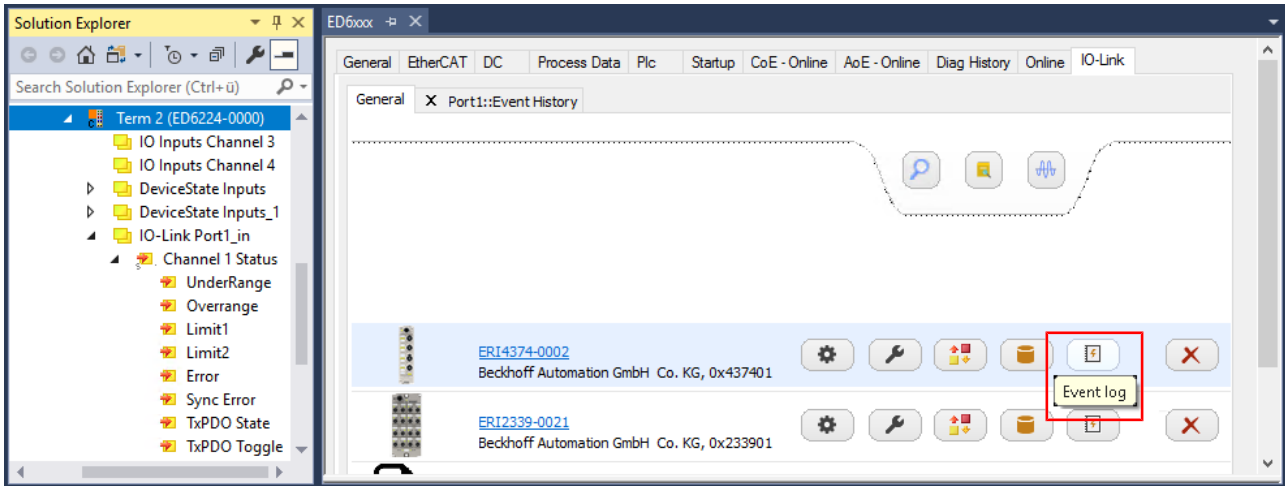 Solution Explorer
Search Solution Explorer (Ctrl+ü)
Term 2 (ED6224-0000)
IO Inputs Channel 3
IO Inputs Channel 4
DeviceState Inputs
DeviceState Inputs_1
IO-Link Port1_in
Channel 1 Status
UnderRange
Overrange
Limit1
Limit2
Error
Sync Error
TxPDO State
TxPDO Toggle
ED6xxx
General EtherCAT DC Process Data Plc Startup CoE - Online AoE - Online Diag History Online IO-Link
General X Port1::Event History
ERI4374-0002
Beckhoff Automation GmbH Co. KG, 0x437401
Event log
ERI2339-0021
Beckhoff Automation GmbH Co. KG, 0x233901